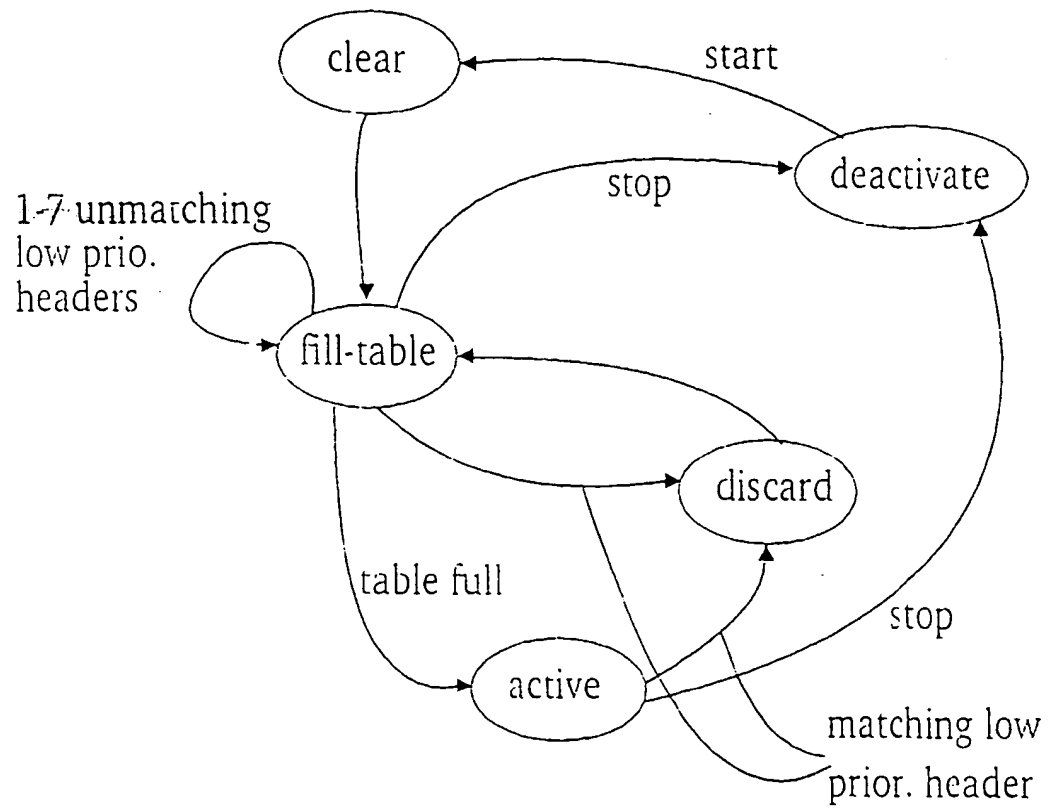 clear
start
deactivate
stop
1-7 unmatching
low prio.
headers
fill-table
discard
table full
stop
active
matching low
prior. header